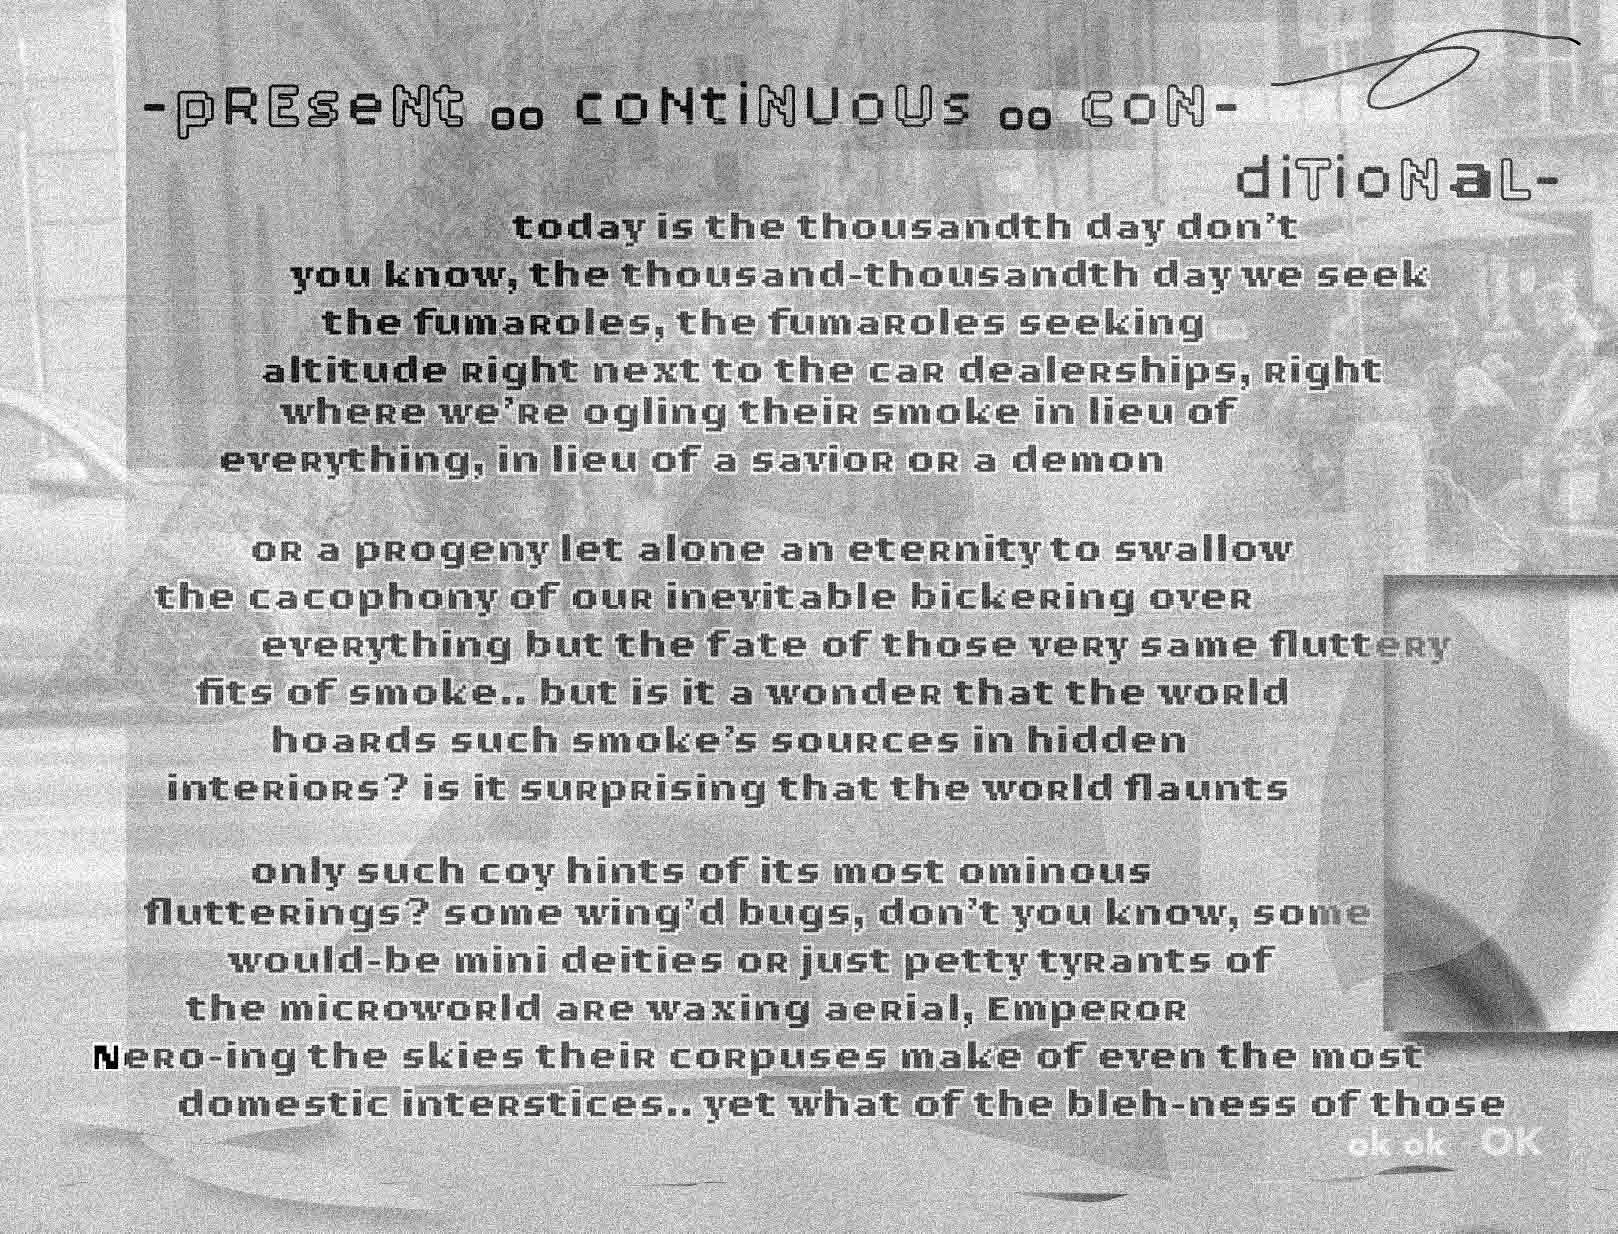 -pREseNt oo coNtiNUoUs oo coN-
diTioNaL-
today is the thousandth day don't
you know, the thousand-thousandth day we seek
the fumaRoles, the fumaRoles seeking
altitude Right next to the caR dealeRships, Right
wheRe we'Re ogling theiR smoke in lieu of
eveRything, in lieu of a savioR oR a demon
oR a pRogeny let alone an eteRnity to swallow
the cacophony of ouR inevitable bickeRing oveR
eveRything but the fate of those veRy same flutteRy
fits of smoke.. but is it a wondeR that the woRld
hoaRds such smoke's souRces in hidden
inteRioRs? is it suRpRising that the woRld flaunts
only such coy hints of its most ominous
flutteRings? some wing'd bugs, don't you know, some
would-be mini deities oR just petty tyRants of
the micRowoRld aRe waxing aeRial, EmpeRoR
NeRo-ing the skies theiR coRpuses make of even the most
domestic inteRstices.. yet what of the bleh-ness of those
ok ok OK